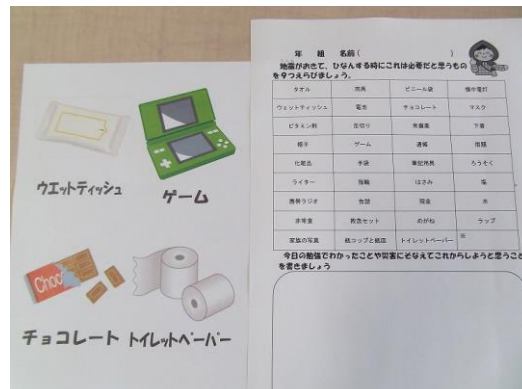 ウエットティッシュ ゲーム
チョコレート トイレットペーパー
年 組 名前( )
地震がおきて、ひなんする時にこれは必要だと思うもの
を9つえらびましょう。
タオル 雨具 ビニール袋 懐中電灯
ウェットティッシュ 電池 チョコレート マスク
ビタミン剤 缶切り 常備薬 下着
帽子 ゲーム 通帳
化粧品 手袋 筆記用具 ろうそく
ライター 指輪 はさみ 塩
携帯ラジオ 缶詰 現金 水
非常食 救急セット めがね ラップ
家族の写真 紙コップと紙皿 トイレットペーパー
今日の勉強でわかったことや災害にそなえてこれからしようと思うこと
を書きましょう